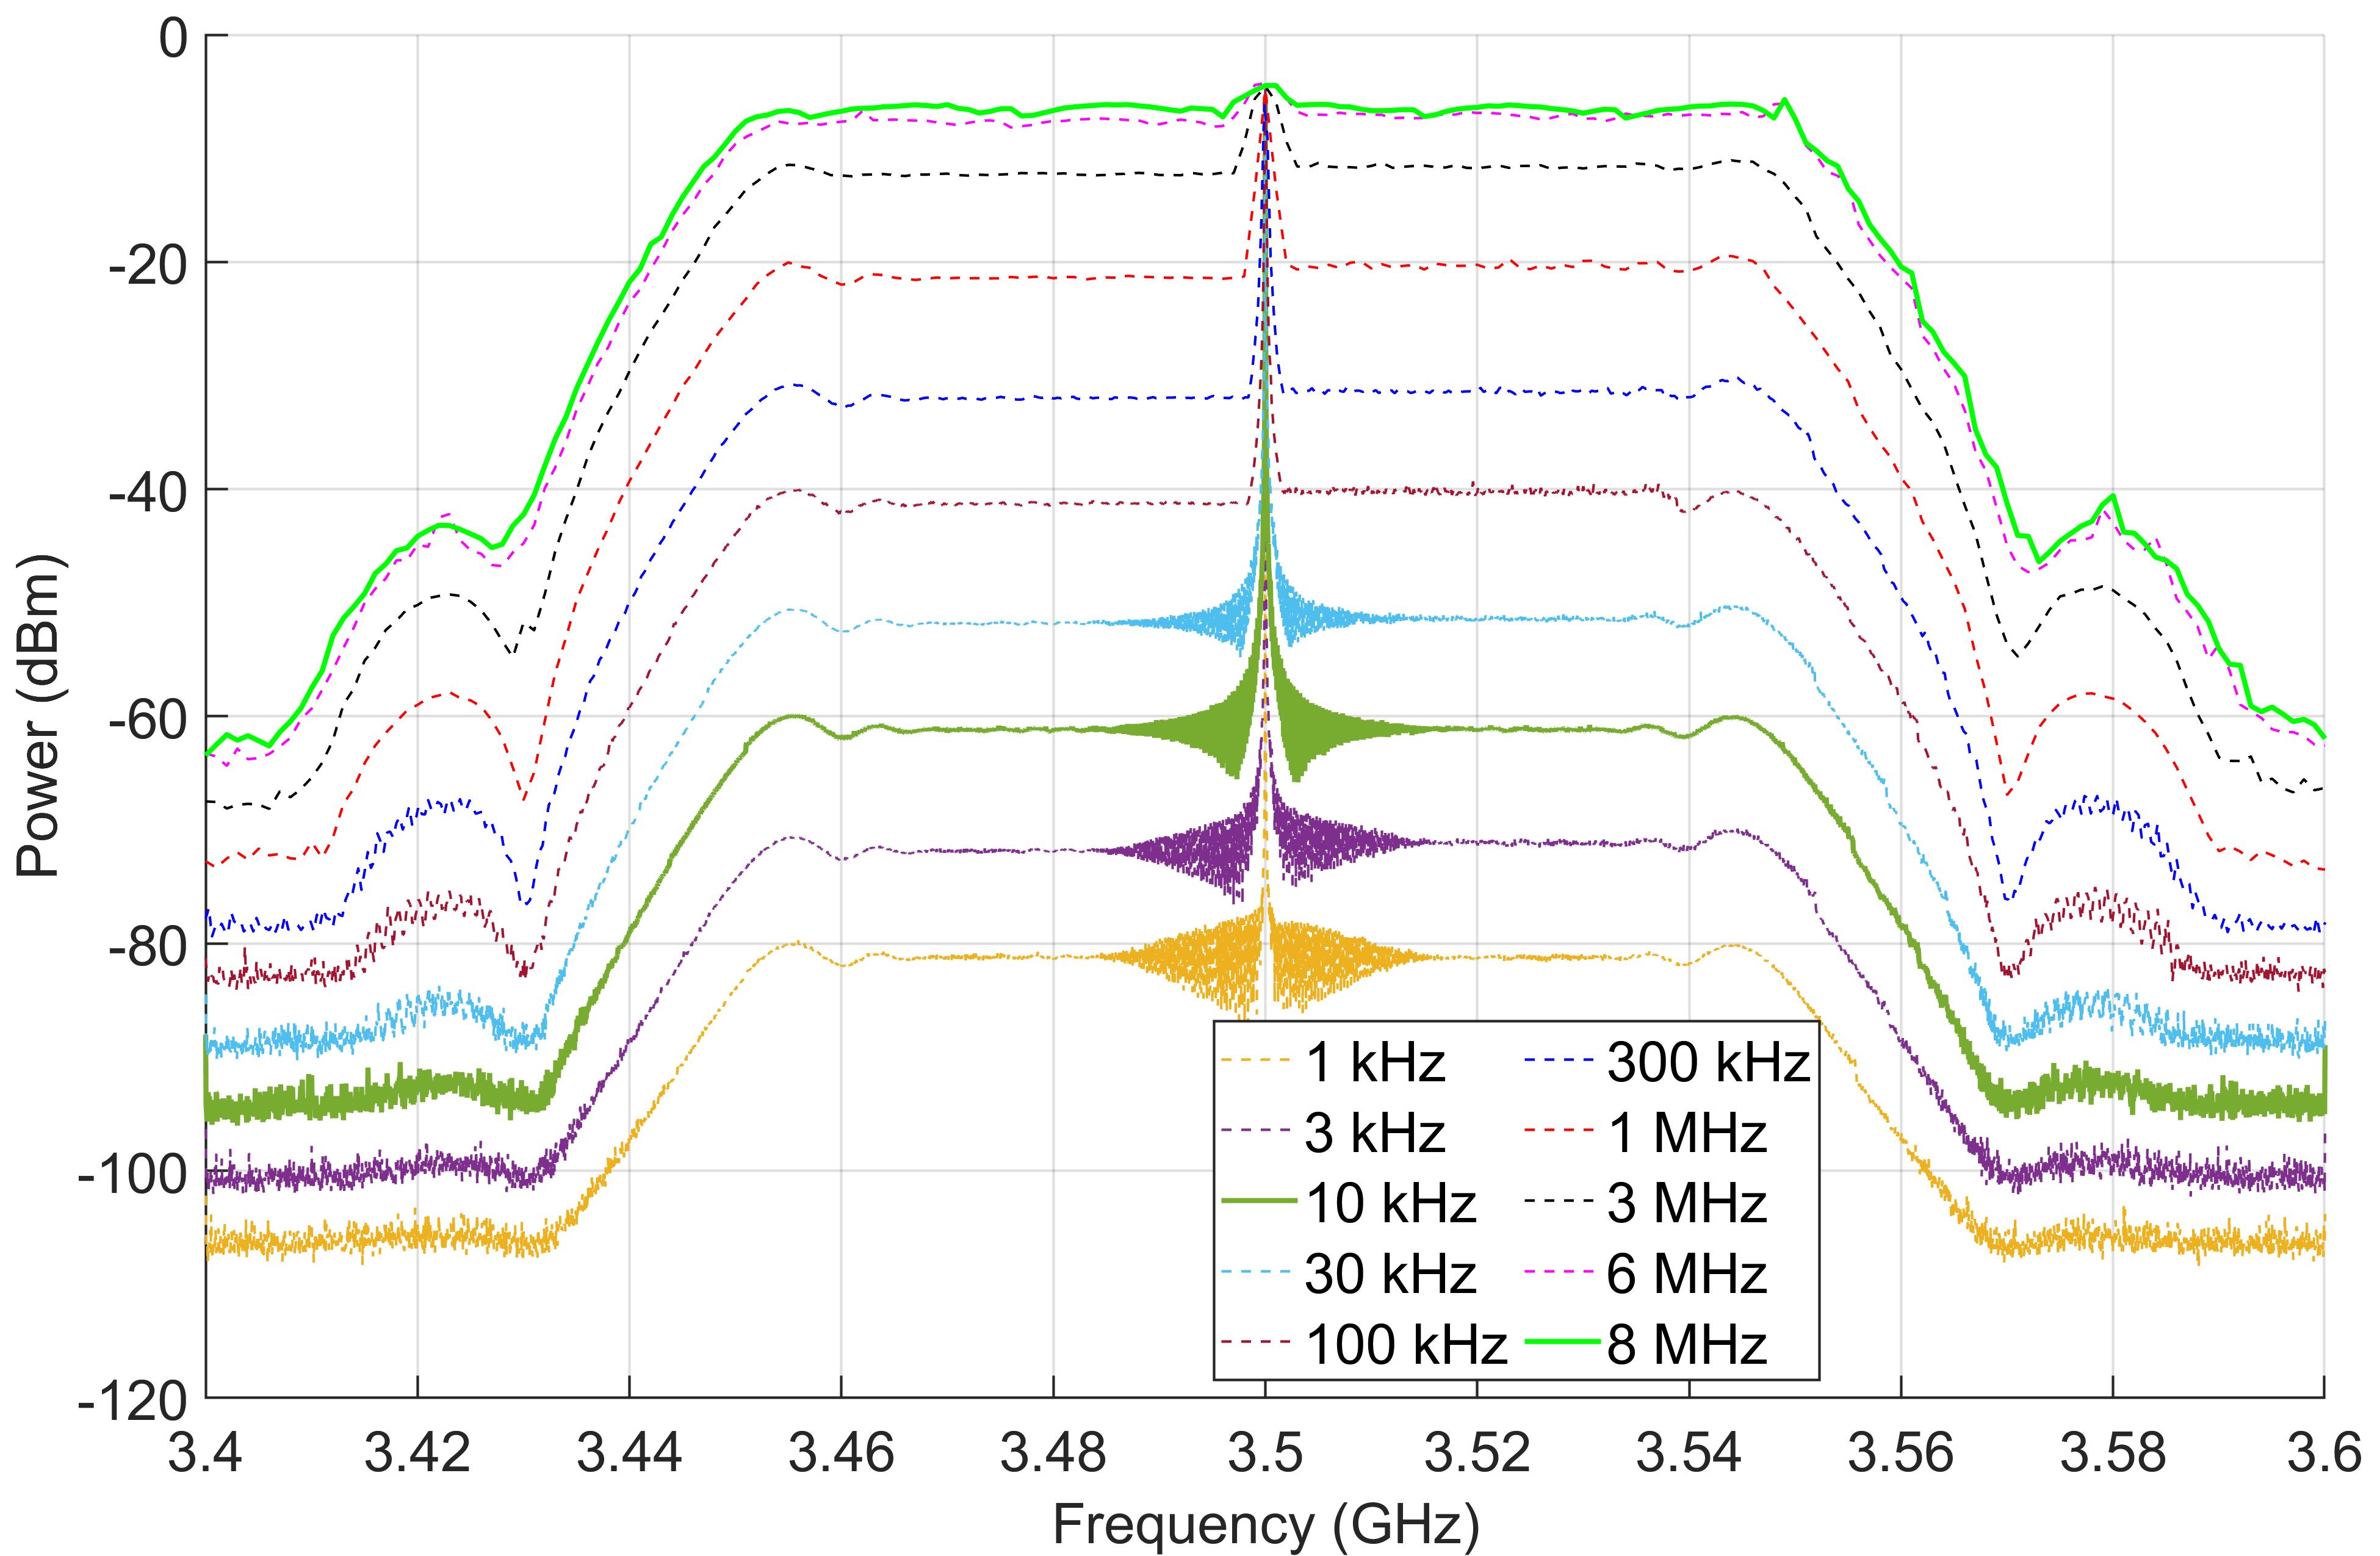 0
-20
-40
-60
-80
-100
-120
Power (dBm)
1 kHz 300 kHz
3 kHz 1 MHz
10 kHz 3 MHz
30 kHz 6 MHz
100 kHz 8 MHz
3.4 3.42 3.44 3.46 3.48 3.5 3.52 3.54 3.56 3.58 3.6
Frequency (GHz)